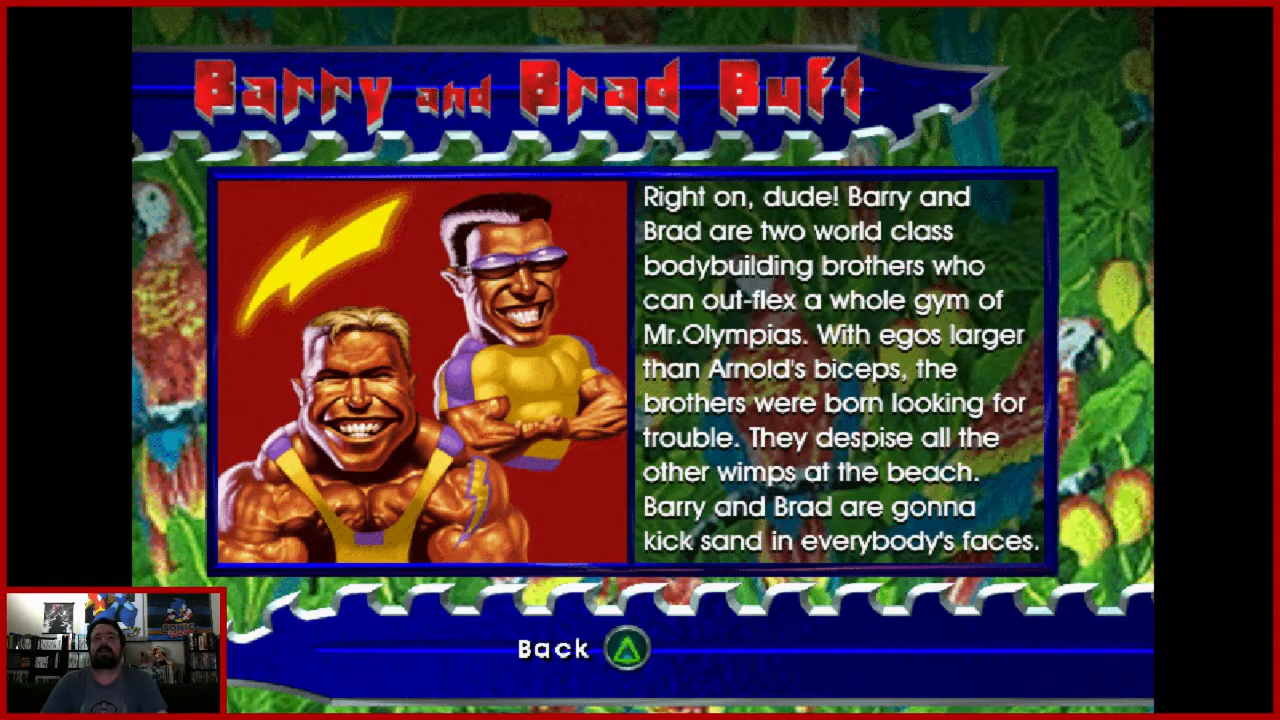 Barry and Brad Buft
Right on, dude! Barry and
Brad are two world class
bodybuilding brothers who
can out-flex a whole gym of
Mr.Olympias. With egos larger
than Arnold's biceps, the
brothers were born looking for
trouble. They despise all the
other wimps at the beach.
Barry and Brad are gonna
kick sand in everybody's faces.
Back